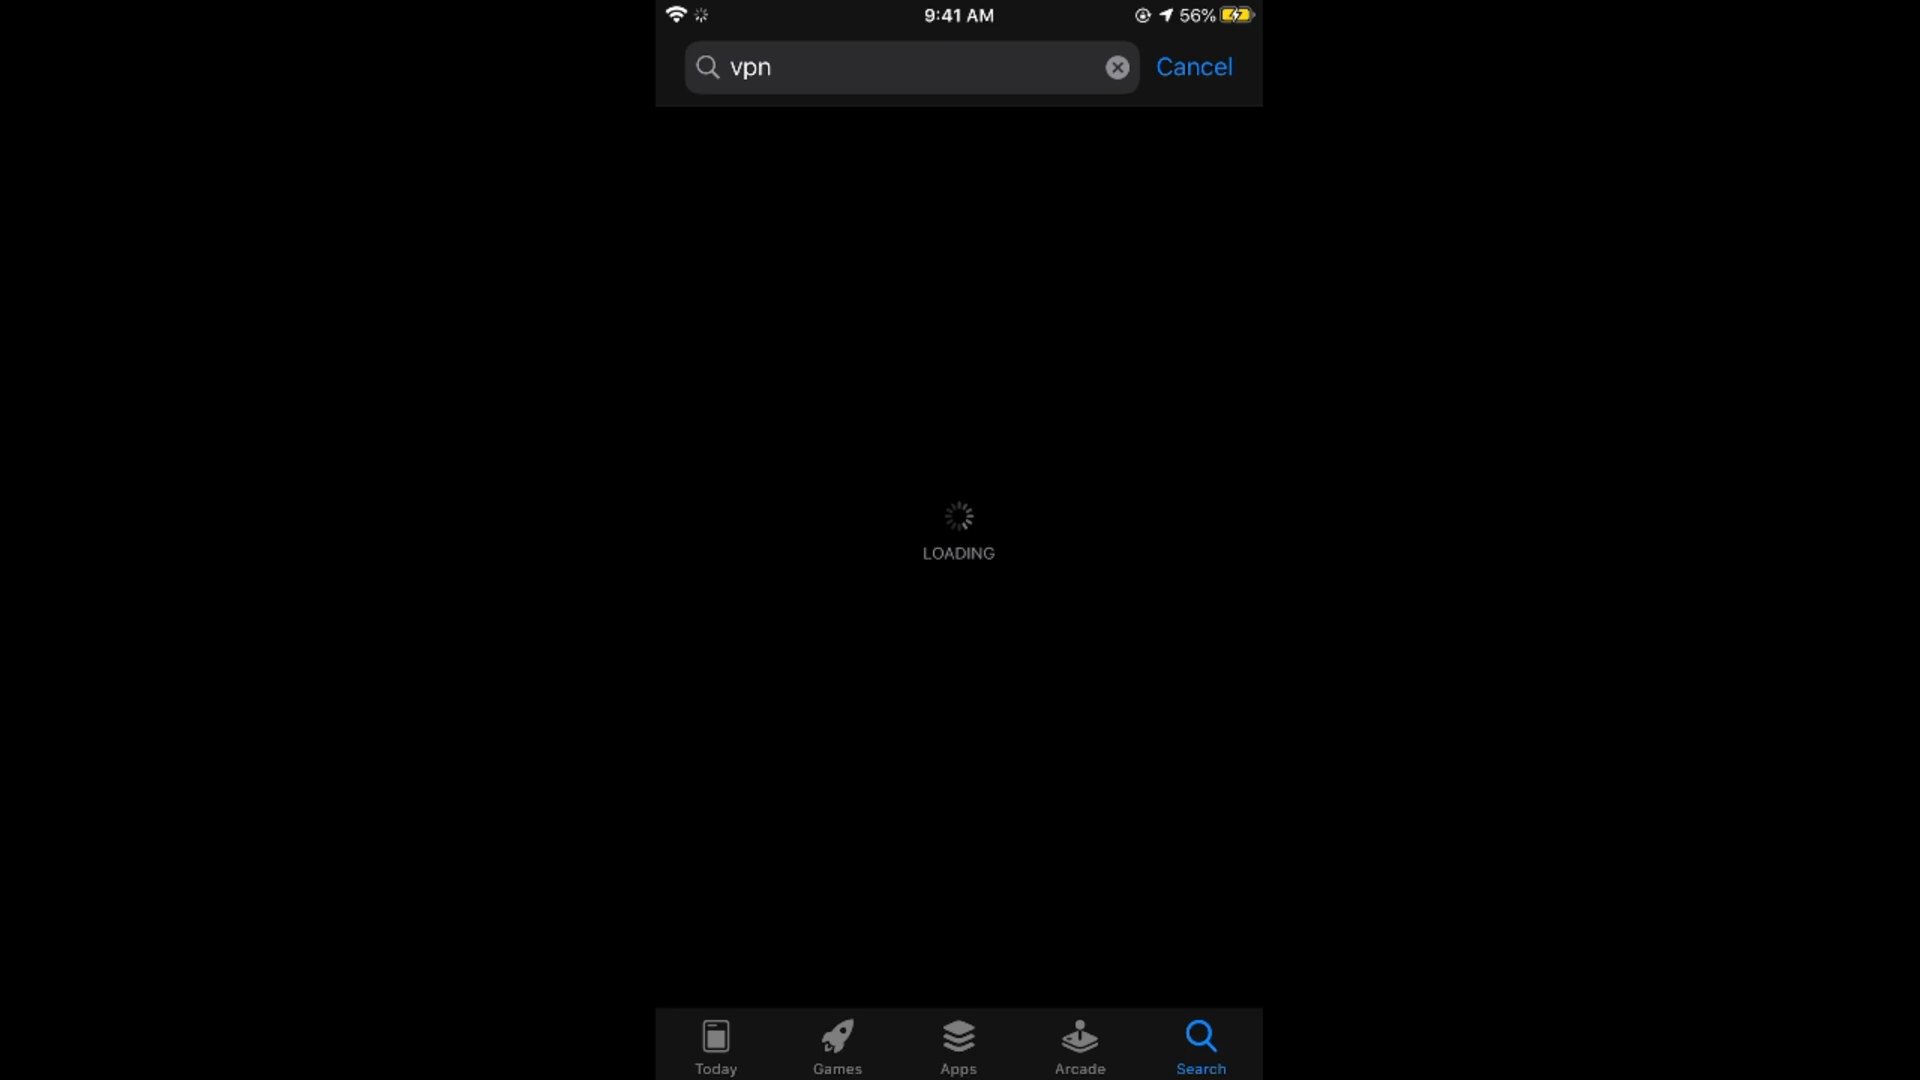 9:41 AM
56%
vpn
Cancel
LOADING
Today
Games
Apps
Arcade
Search